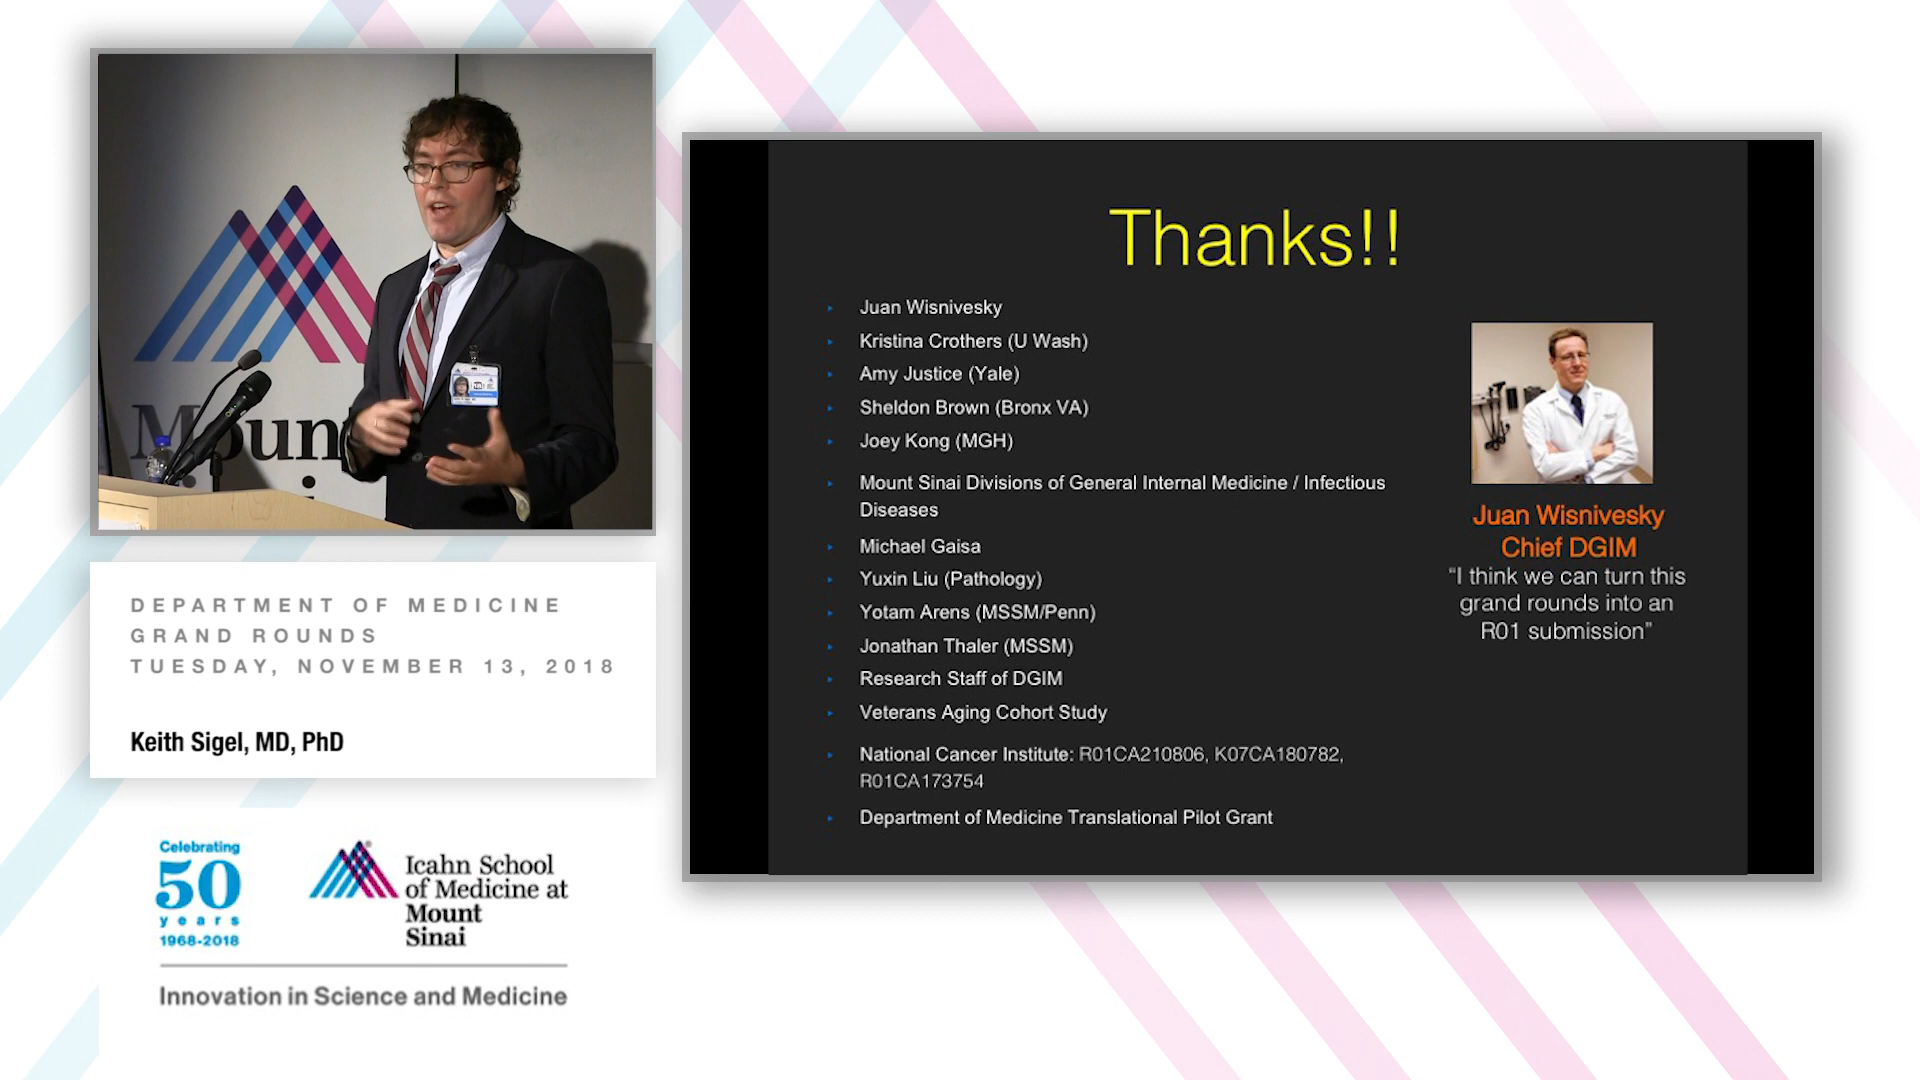 Mount
DEPARTMENT OF MEDICINE
GRAND ROUNDS
TUESDAY, NOVEMBER 13, 2018
Keith Sigel, MD, PhD
Celebrating
50
years
1968-2018
Icahn School
of Medicine at
Mount
Sinai
Innovation in Science and Medicine
Thanks!!
Juan Wisnivesky
Kristina Crothers (U Wash)
Amy Justice (Yale)
Sheldon Brown (Bronx VA)
Joey Kong (MGH)
Mount Sinai Divisions of General Internal Medicine / Infectious
Diseases
Michael Gaisa
Yuxin Liu (Pathology)
Yotam Arens (MSSM/Penn)
Jonathan Thaler (MSSM)
Research Staff of DGIM
Veterans Aging Cohort Study
National Cancer Institute: R01CA210806, K07CA180782,
R01CA173754
Department of Medicine Translational Pilot Grant
Juan Wisnivesky
Chief DGIM
“I think we can turn this
grand rounds into an
R01 submission”